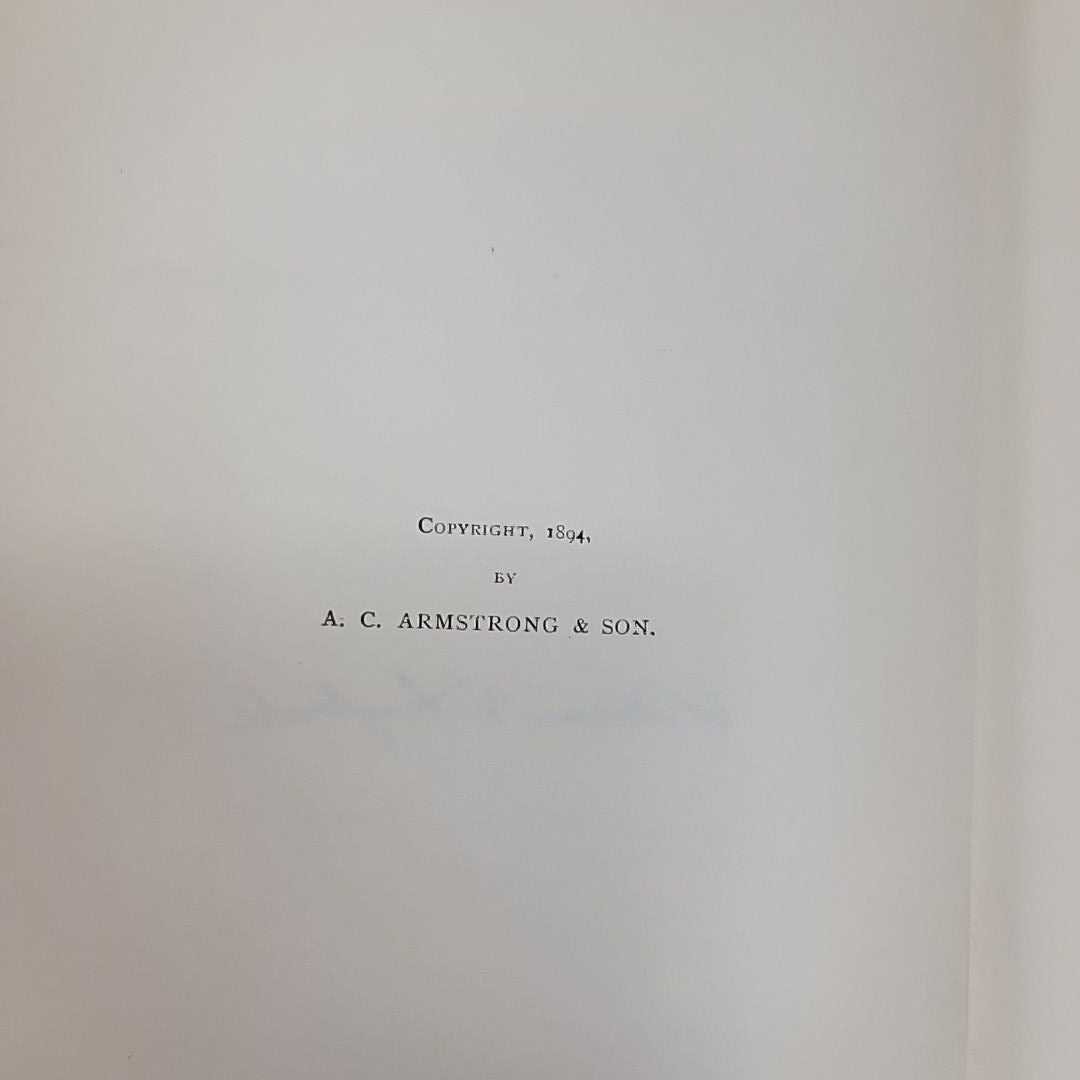 COPYRIGHT, 1894,
BY
A. C. ARMSTRONG & SON.